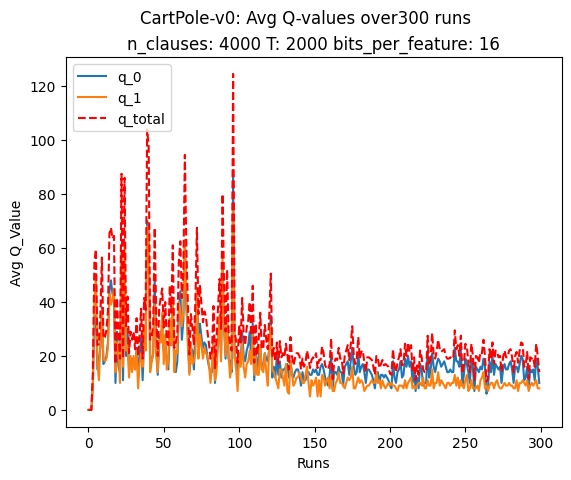 CartPole-v0: Avg Q-values over300 runs
n_clauses: 4000 T: 2000 bits_per_feature: 16
q_0
q_1
q_total
120
100
80
60
40
20
0
Avg Q_Value
0 50 100 150 200 250 300
Runs